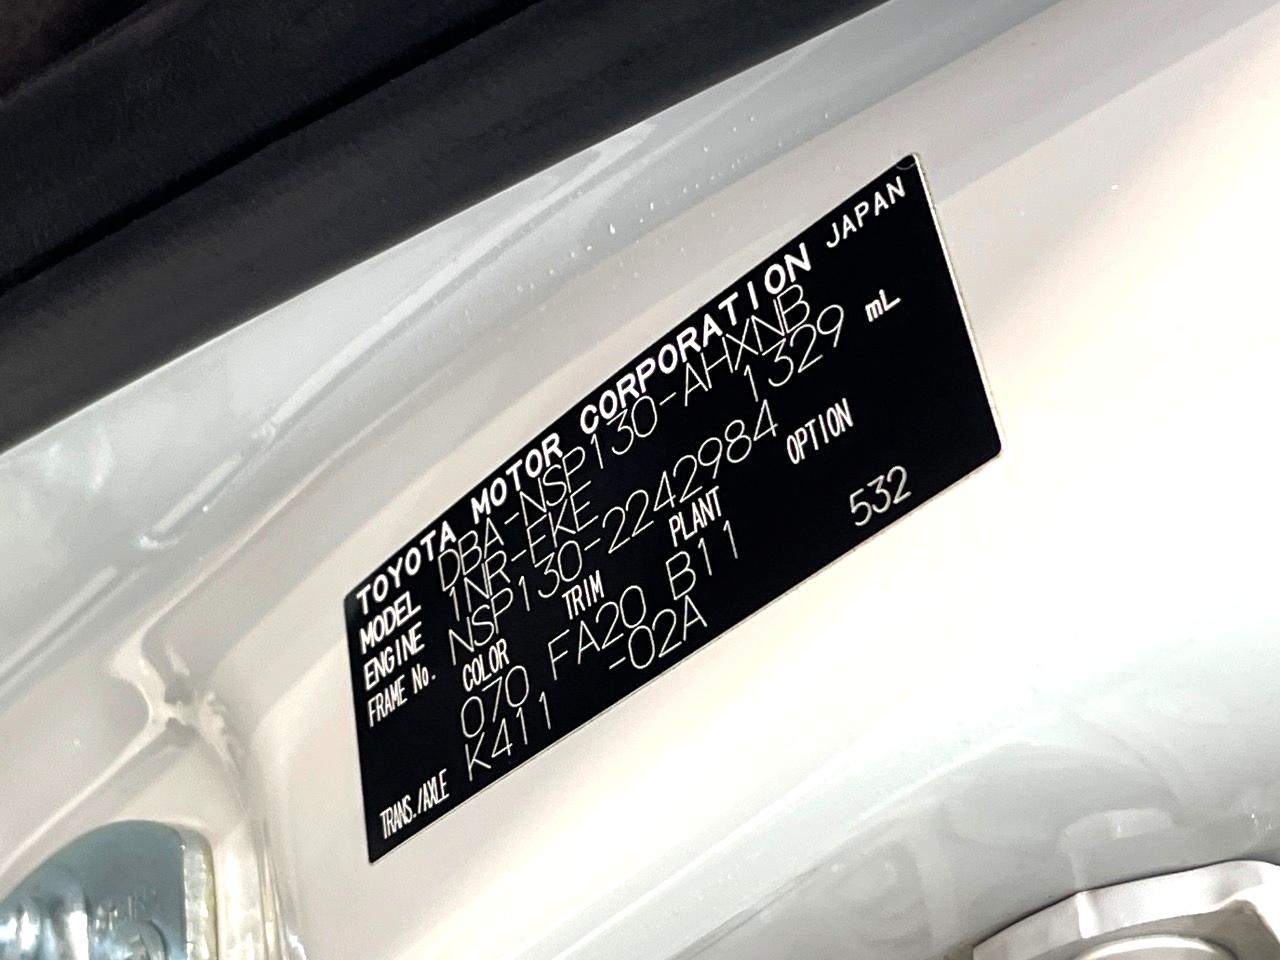 TOYOTA MOTOR CORPORATION JAPAN
MODEL DBA-NSP130-AHXNB
ENGINE 1NR-FKE 1329 mL
FRAME No. NSP130-2242984
COLOR TRIM PLANT OPTION
070 FA20 B11 532
TRANS./AXLE K411 -02A